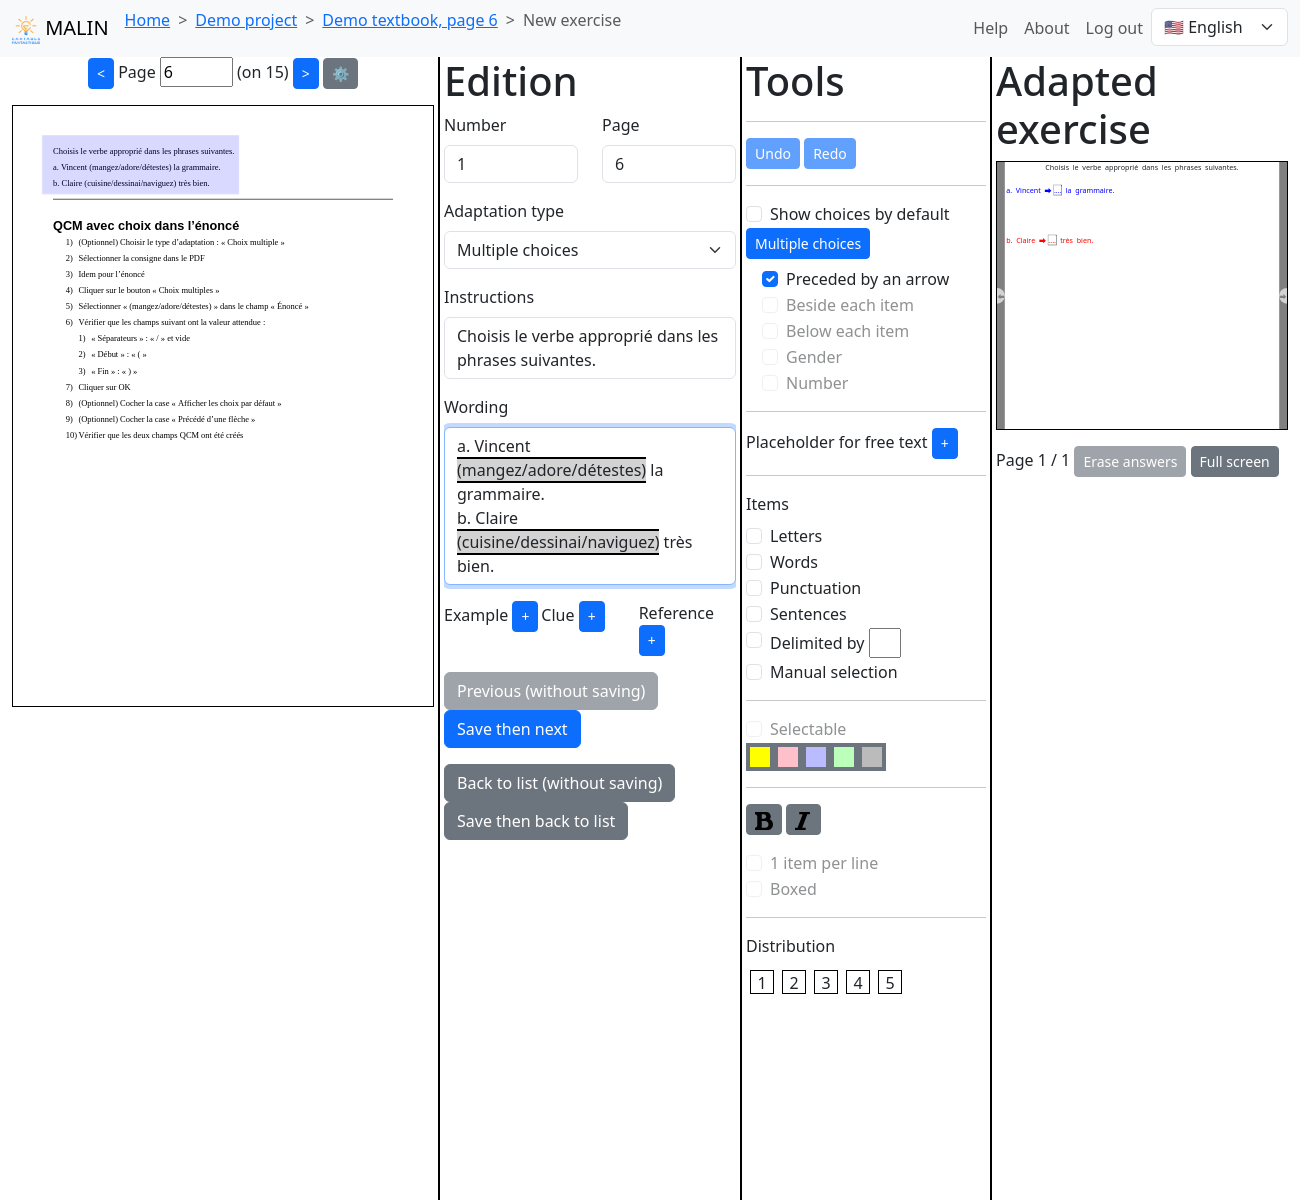 MALIN
Home > Demo project > Demo textbook, page 6 > New exercise
Help About Log out 🇺🇸 English
< Page 6 (on 15) > ⚙️
Choisis le verbe approprié dans les phrases suivantes.
a. Vincent (mangez/adore/détestes) la grammaire.
b. Claire (cuisine/dessinai/naviguez) très bien.
QCM avec choix dans l'énoncé
1) (Optionnel) Choisir le type d'adaptation : « Choix multiple »
2) Sélectionner la consigne dans le PDF
3) Idem pour l'énoncé
4) Cliquer sur le bouton « Choix multiples »
5) Sélectionner « (mangez/adore/détestes) » dans le champ « Énoncé »
6) Vérifier que les champs suivant ont la valeur attendue :
1) « Séparateurs » : « / » et vide
2) « Début » : « ( »
3) « Fin » : « ) »
7) Cliquer sur OK
8) (Optionnel) Cocher la case « Afficher les choix par défaut »
9) (Optionnel) Cocher la case « Précédé d'une flèche »
10) Vérifier que les deux champs QCM ont été créés
Edition
Number Page
1 6
Adaptation type
Multiple choices
Instructions
Choisis le verbe approprié dans les
phrases suivantes.
Wording
a. Vincent
(mangez/adore/détestes) la
grammaire.
b. Claire
(cuisine/dessinai/naviguez) très
bien.
Example + Clue + Reference
+
Previous (without saving)
Save then next
Back to list (without saving)
Save then back to list
Tools
Undo Redo
Show choices by default
Multiple choices
Preceded by an arrow
Beside each item
Below each item
Gender
Number
Placeholder for free text +
Items
Letters
Words
Punctuation
Sentences
Delimited by
Manual selection
Selectable
B I
1 item per line
Boxed
Distribution
1 2 3 4 5
Adapted
exercise
Choisis le verbe approprié dans les phrases suivantes.
a. Vincent ➡ ... la grammaire.
b. Claire ➡ ... très bien.
Page 1 / 1 Erase answers Full screen